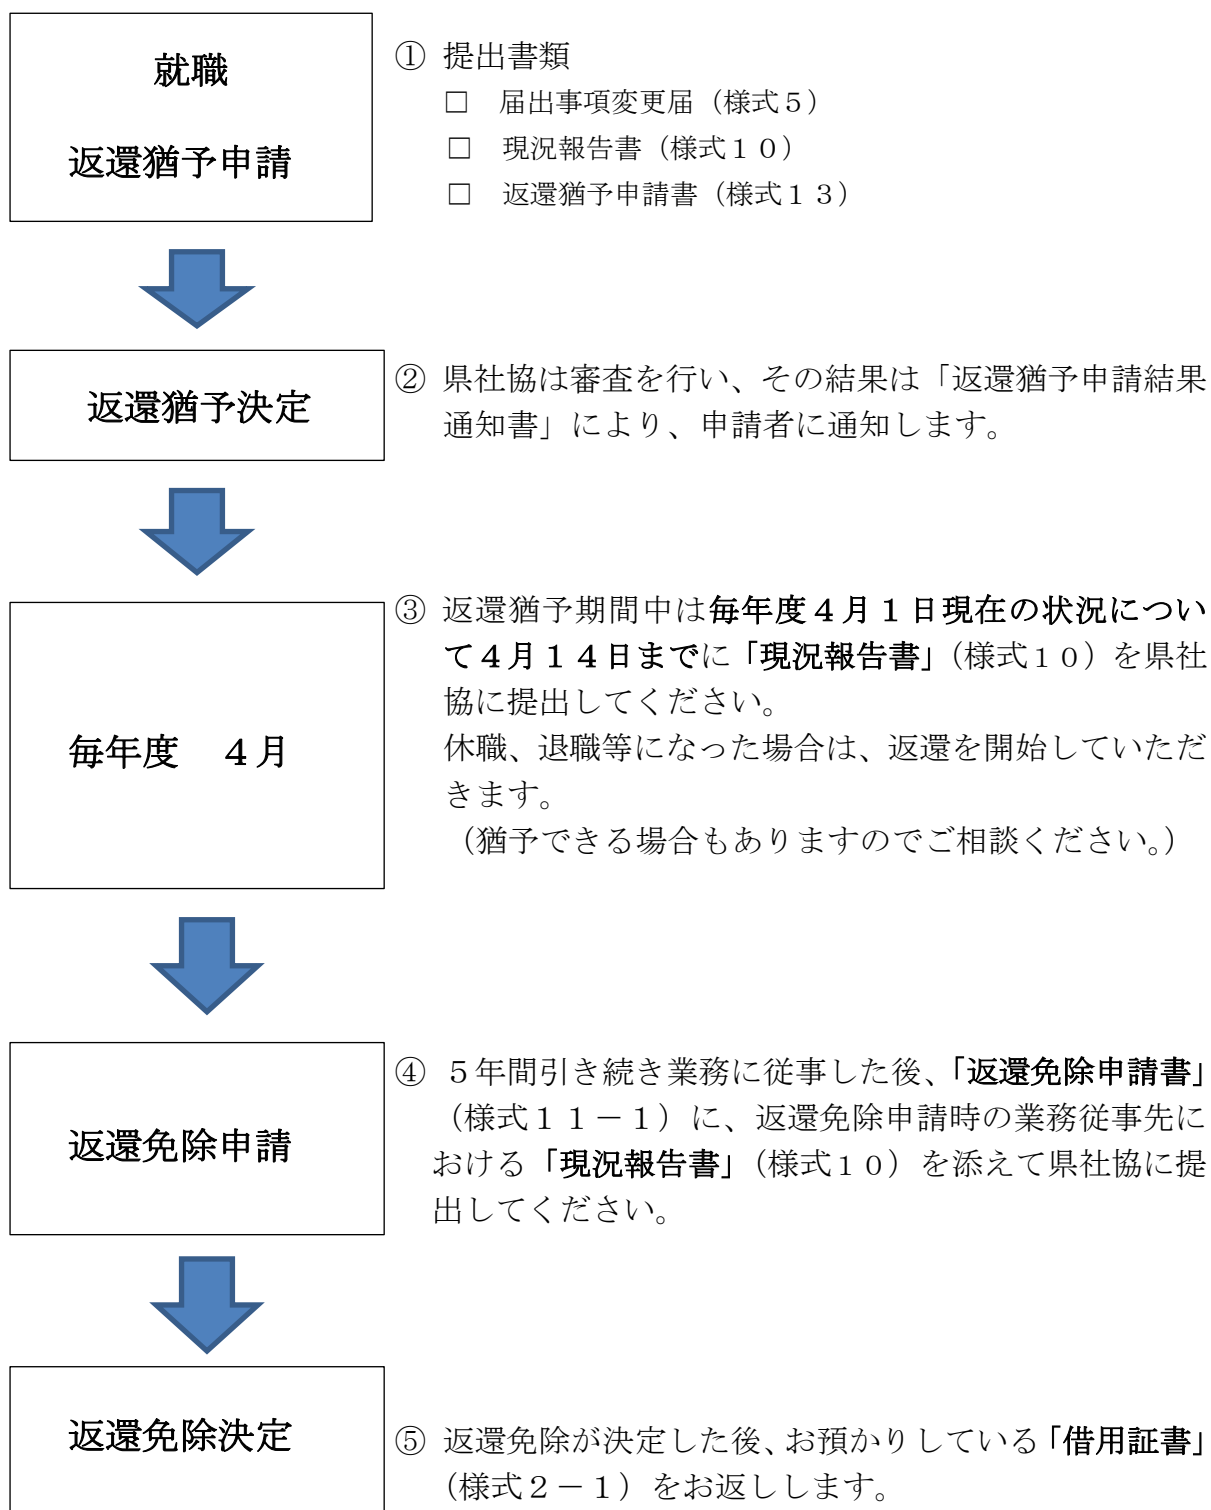 就職
返還猶予申請
① 提出書類
□ 届出事項変更届（様式５）
□ 現況報告書（様式１０）
□ 返還猶予申請書（様式１３）
返還猶予決定
② 県社協は審査を行い、その結果は「返還猶予申請結果
通知書」により、申請者に通知します。
毎年度　４月
③ 返還猶予期間中は毎年度４月１日現在の状況につい
て４月１４日までに「現況報告書」（様式１０）を県社
協に提出してください。
休職、退職等になった場合は、返還を開始していただ
きます。
（猶予できる場合もありますのでご相談ください。）
返還免除申請
④ ５年間引き続き業務に従事した後、「返還免除申請書」
（様式１１－１）に、返還免除申請時の業務従事先に
おける「現況報告書」（様式１０）を添えて県社協に提
出してください。
返還免除決定
⑤ 返還免除が決定した後、お預かりしている「借用証書」
（様式２－１）をお返しします。